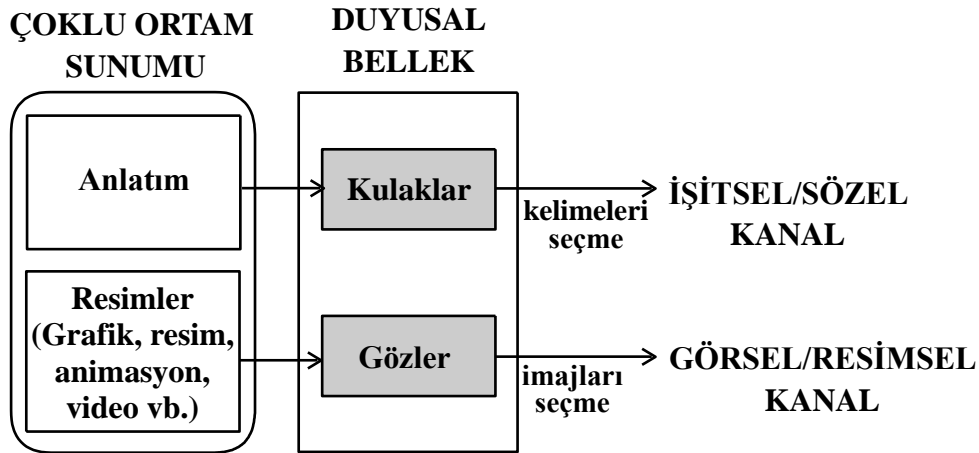 ÇOKLU ORTAM
SUNUMU
DUYUSAL
BELLEK
Anlatım
Kulaklar
kelimeleri
seçme
İŞİTSEL/SÖZEL
KANAL
Resimler
(Grafik, resim,
animasyon,
video vb.)
Gözler
imajları
seçme
GÖRSEL/RESİMSEL
KANAL